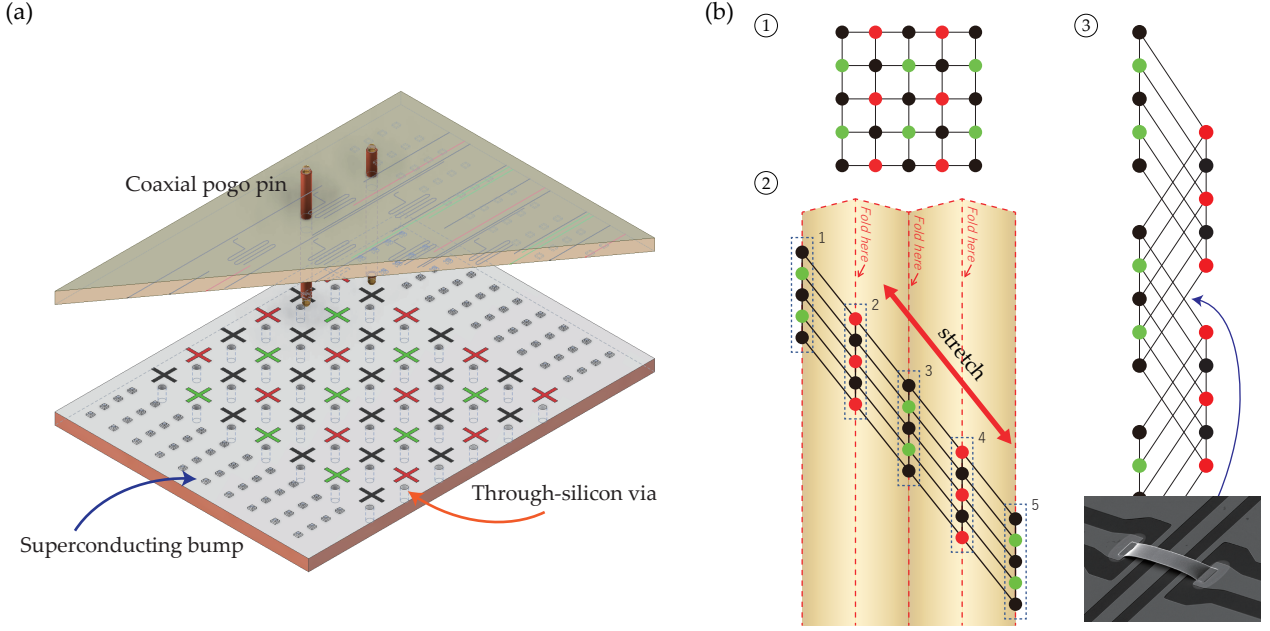 (a)
Coaxial pogo pin
Through-silicon via
Superconducting bump
(b)
1
2
Fold here
Fold here
Fold here
1
2
3
4
5
stretch
3